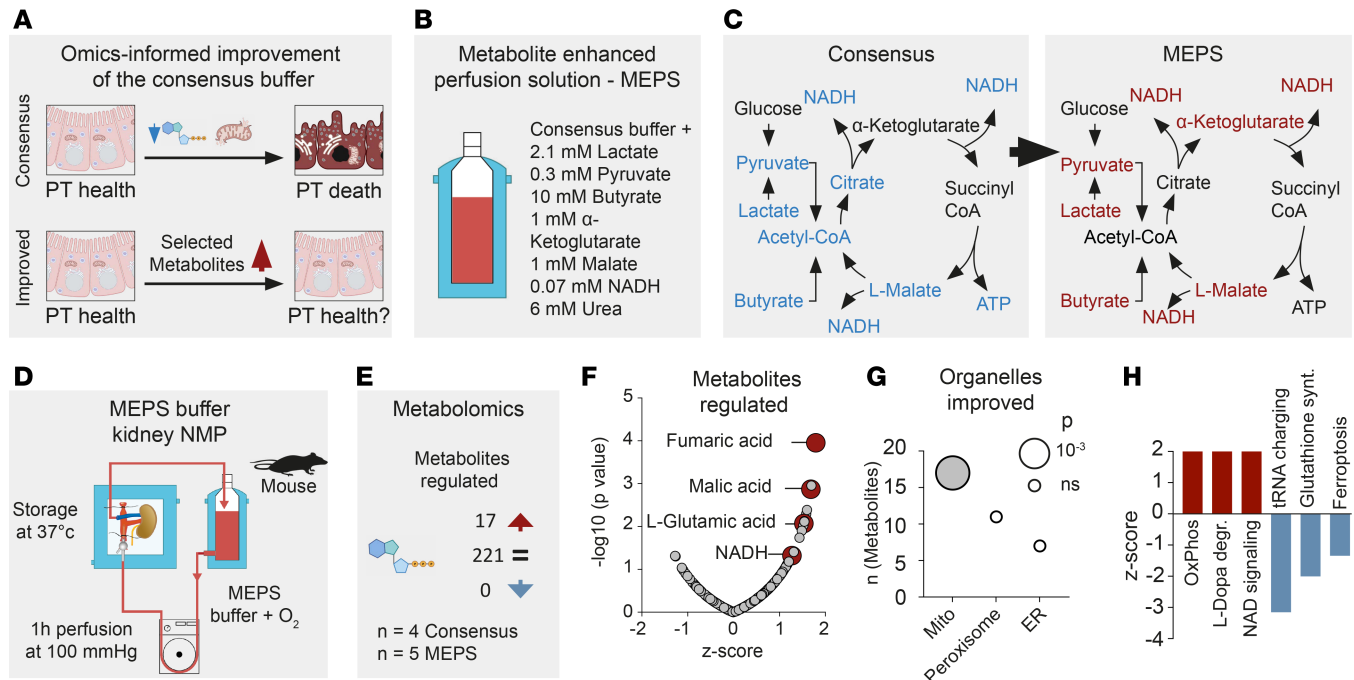 A
Omics-informed improvement
of the consensus buffer
Consensus
PT health
PT death
Improved
Selected
Metabolites
PT health
PT health?
B
Metabolite enhanced
perfusion solution - MEPS
Consensus buffer +
2.1 mM Lactate
0.3 mM Pyruvate
10 mM Butyrate
1 mM α-
Ketoglutarate
1 mM Malate
0.07 mM NADH
6 mM Urea
C
Consensus
NADH
NADH
Glucose
α-Ketoglutarate
Pyruvate
Citrate
Succinyl
CoA
Lactate
Acetyl-CoA
L-Malate
Butyrate
ATP
NADH
MEPS
NADH
NADH
Glucose
α-Ketoglutarate
Pyruvate
Citrate
Succinyl
CoA
Lactate
Acetyl-CoA
L-Malate
Butyrate
ATP
NADH
D
MEPS buffer
kidney NMP
Mouse
Storage
at 37°c
MEPS
buffer + O2
1h perfusion
at 100 mmHg
E
Metabolomics
Metabolites
regulated
17
221 =
0
n = 4 Consensus
n = 5 MEPS
F
Metabolites
regulated
-log10 (p value)
5
4
3
2
1
0
Fumaric acid
Malic acid
L-Glutamic acid
NADH
-2 -1 0 1 2
z-score
G
Organelles
improved
p
10-3
ns
n (Metabolites)
20
15
10
5
0
Mito
Peroxisome
ER
H
z-score
2
1
0
-1
-2
-3
-4
OxPhos
L-Dopa degr.
NAD signaling
tRNA charging
Glutathione synt.
Ferroptosis